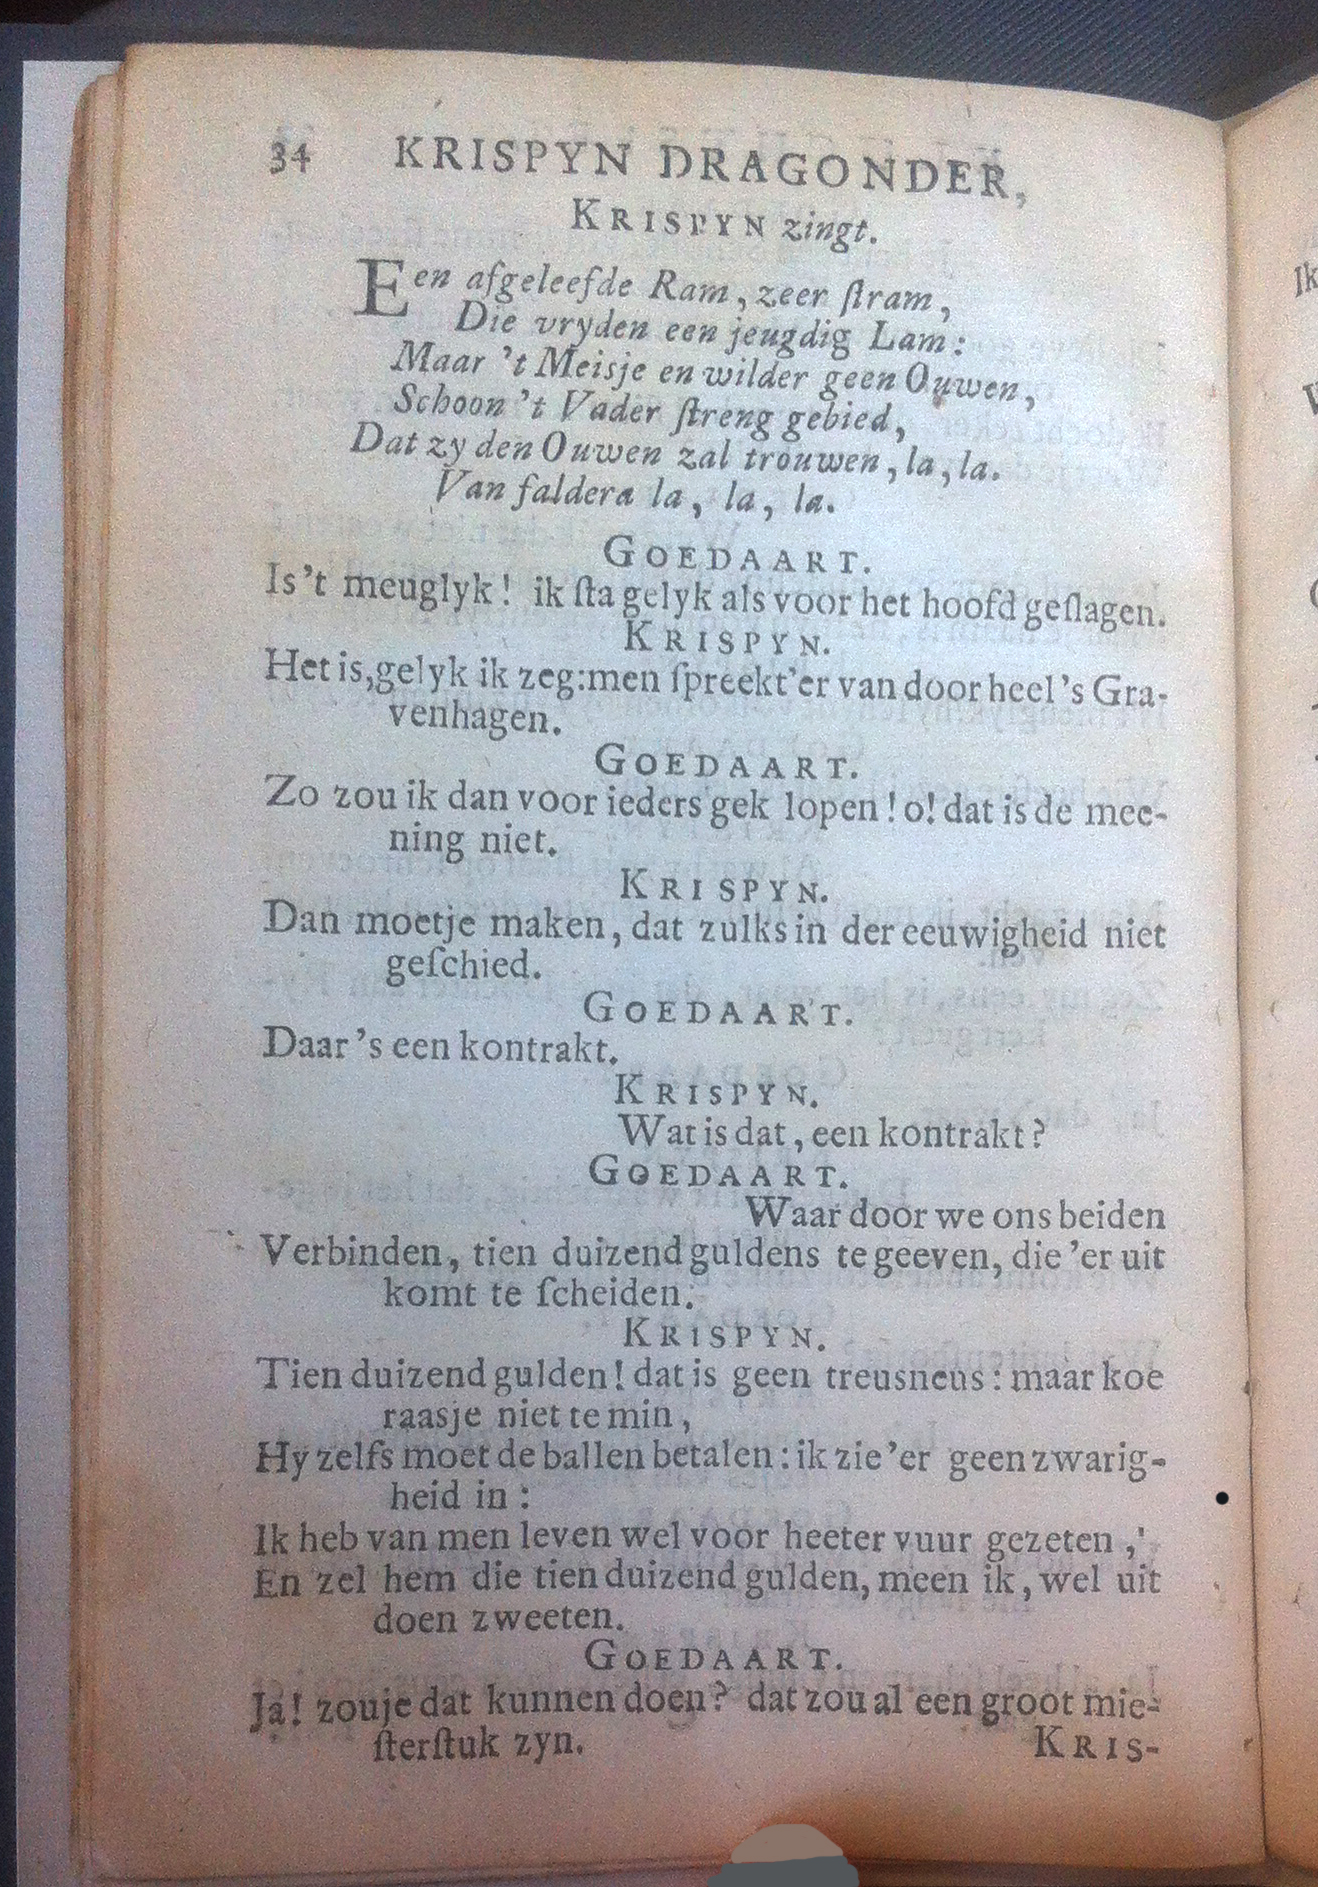 34 KRISPYN DRAGONDER,
KRISPYN zingt.
Een afgeleefde Ram, zeer ſtram,
Die vryden een jeugdig Lam:
Maar 't Meisje en wilder geen Ouwen,
Schoon 't Vader ſtreng gebied,
Dat zy den Ouwen zal trouwen, la, la.
Van faldera la, la, la.
GOEDAART.
Is 't meuglyk! ik ſta gelyk als voor het hoofd geſlagen.
KRISPYN.
Het is, gelyk ik zeg: men ſpreekt'er van door heel 's Gra-
venhagen.
GOEDAART.
Zo zou ik dan voor ieders gek lopen! o! dat is de mee-
ning niet.
KRISPYN.
Dan moetje maken, dat zulks in der eeuwigheid niet
geſchied.
GOEDAART.
Daar 's een kontrakt.
KRISPYN.
Wat is dat, een kontrakt?
GOEDAART.
Waar door we ons beiden
Verbinden, tien duizend guldens te geeven, die 'er uit
komt te ſcheiden.
KRISPYN.
Tien duizend gulden! dat is geen treusneus: maar koe
raasje niet te min,
Hy zelfs moet de ballen betalen: ik zie 'er geen zwarig-
heid in:
Ik heb van men leven wel voor heeter vuur gezeten,
En zel hem die tien duizend gulden, meen ik, wel uit
doen zweeten.
GOEDAART.
Ja! zouje dat kunnen doen? dat zou al een groot mie-
ſterſtuk zyn.
KRIS-